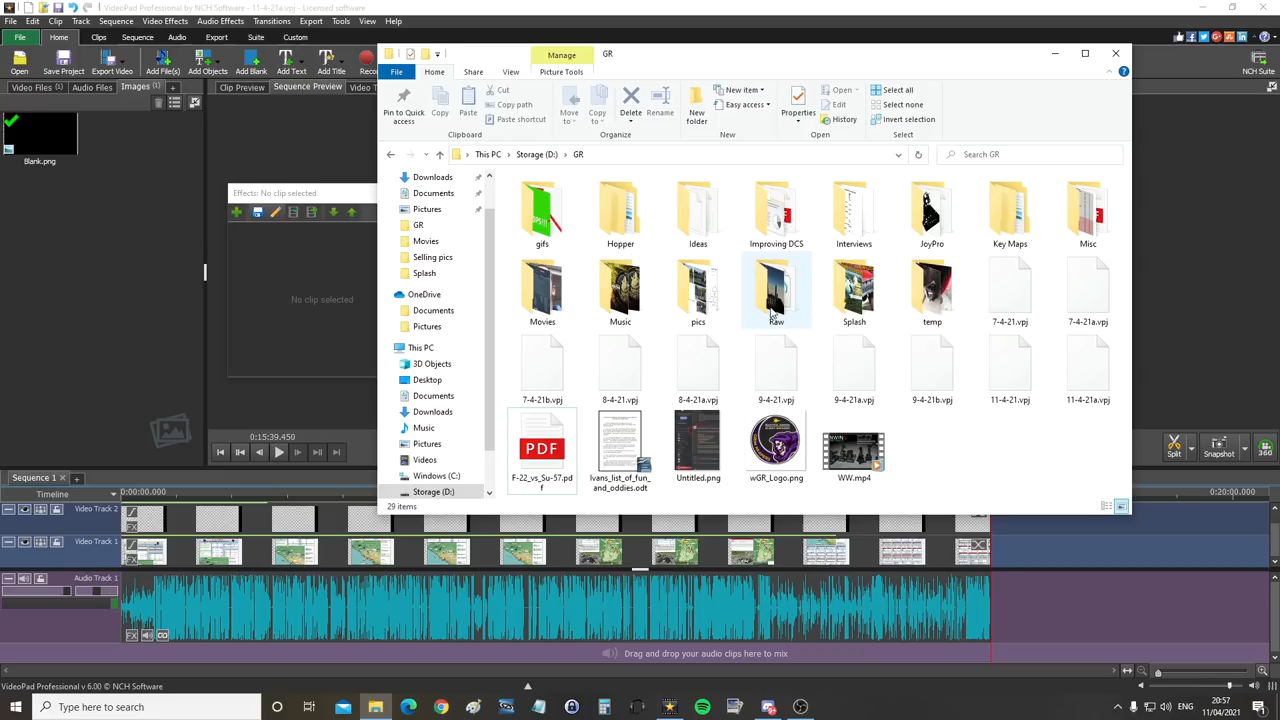 VideoPad Professional by NCH Software - 11-4-21a.vpj - Licensed software
File Edit View Clip Sequence Audio Effects Transitions Export Tools Help
File Home Clips Sequence Audio Export Suite Custom
Open Save Project Export Video Add File(s) Add Objects Add Blank Add Text Add Title NCH Suite
Video Files (1) Audio Files Images (1) +
Clip Preview Sequence Preview
Blank.png
Effects: No clip selected
No clip selected
0:15:39.450
Split Snapshot 360
Manage GR
File Home Share View Picture Tools
Pin to Quick access
Copy
Paste
Cut
Copy path
Paste shortcut
Clipboard
Move to
Copy to
Delete
Rename
Organize
New folder
New item
Easy access
New
Properties
Open
Edit
History
Open
Select all
Select none
Invert selection
Select
This PC > Storage (D:) > GR
Search GR
Downloads
Documents
Pictures
GR
Movies
Selling pics
Splash
OneDrive
Documents
Pictures
This PC
3D Objects
Desktop
Documents
Downloads
Music
Pictures
Videos
Windows (C:)
Storage (D:)
gifs Hopper Ideas Improving DCS Interviews JoyPro Key Maps Misc
Movies Music pics Raw Splash temp 7-4-21.vpj 7-4-21a.vpj
7-4-21b.vpj 8-4-21.vpj 8-4-21a.vpj 9-4-21.vpj 9-4-21a.vpj 9-4-21b.vpj 11-4-21.vpj 11-4-21a.vpj
PDF
F-22_vs_Su-57.pdf
Ivans_list_of_fun_and_oddies.odt
Untitled.png
wGR_Logo.png
WW.mp4
29 items
Sequence 1
Timeline 0:00:00.000 0:20:00.000
Video Track 2
Video Track 1
Audio Track 1
FX
Drag and drop your audio clips here to mix
VideoPad Professional v 6.00 © NCH Software
Type here to search
ENG
20:57
11/04/2021